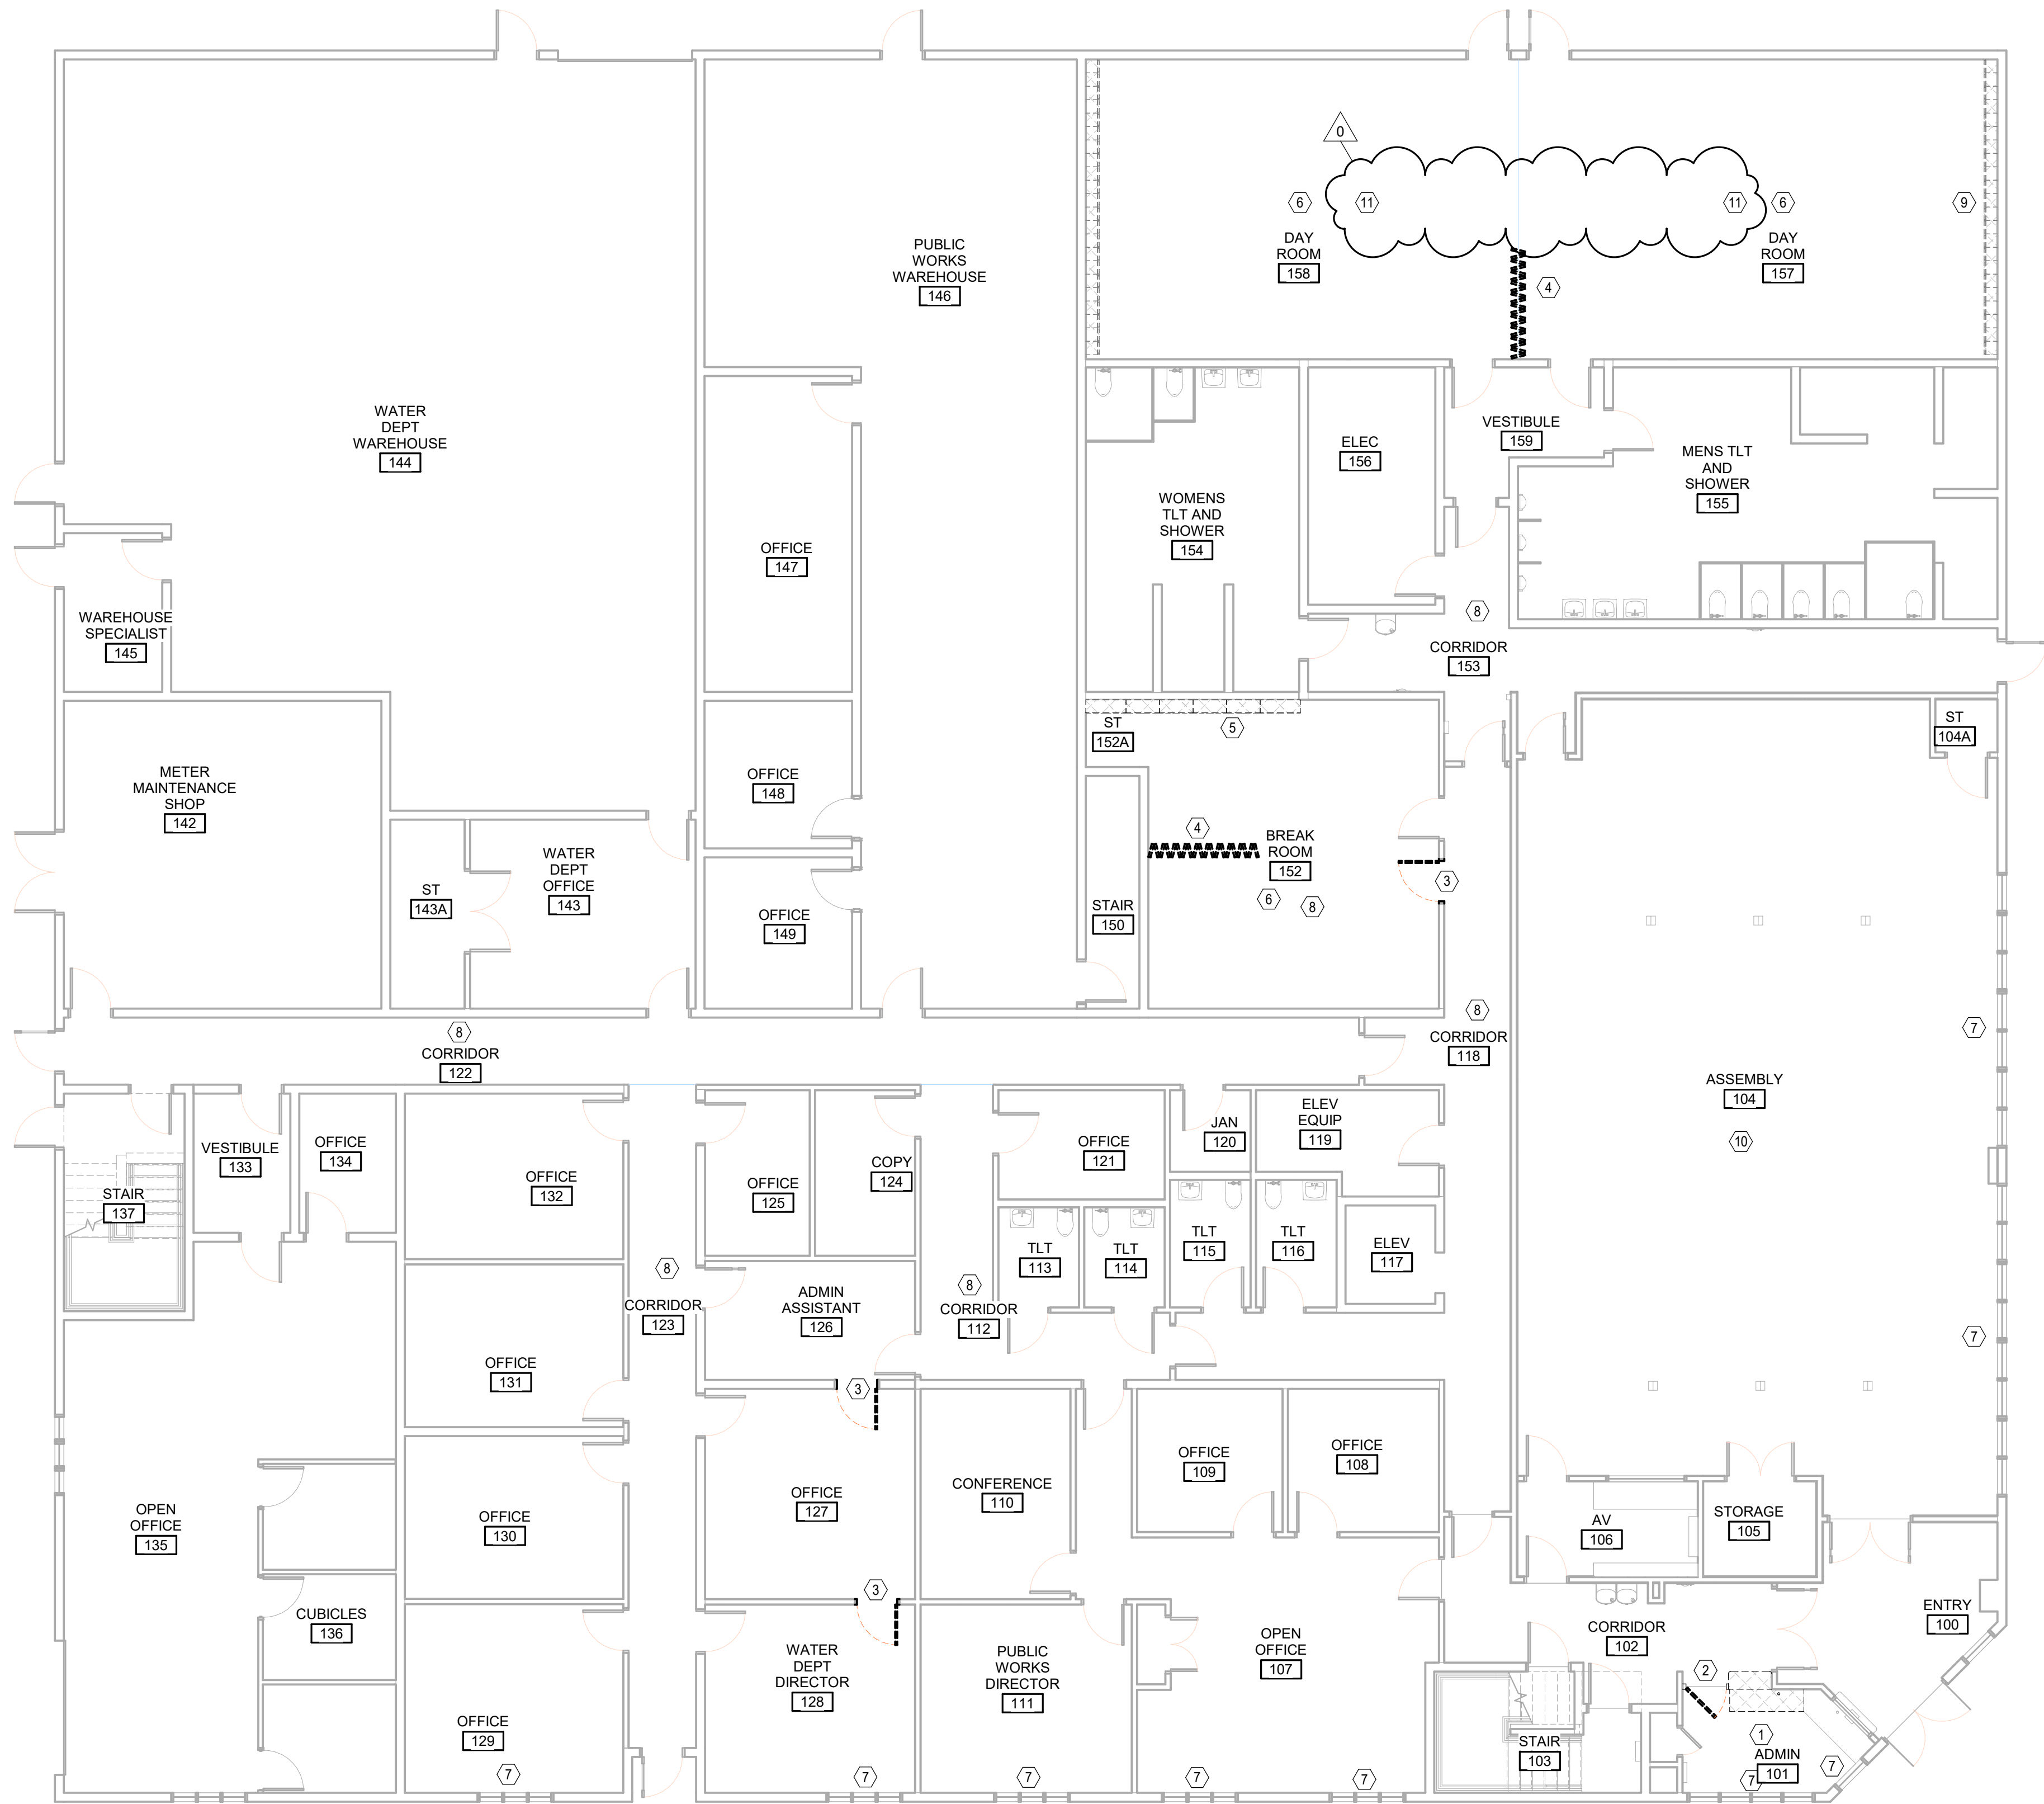 0
6
11
11
6
9
DAY
ROOM
158
DAY
ROOM
157
4
PUBLIC
WORKS
WAREHOUSE
146
WATER
DEPT
WAREHOUSE
144
ELEC
156
VESTIBULE
159
MENS TLT
AND
SHOWER
155
WOMENS
TLT AND
SHOWER
154
OFFICE
147
WAREHOUSE
SPECIALIST
145
8
CORRIDOR
153
ST
152A
5
ST
104A
METER
MAINTENANCE
SHOP
142
OFFICE
148
4
BREAK
ROOM
152
6
8
3
WATER
DEPT
OFFICE
143
ST
143A
OFFICE
149
STAIR
150
8
CORRIDOR
122
8
CORRIDOR
118
7
ASSEMBLY
104
10
VESTIBULE
133
OFFICE
134
STAIR
137
OFFICE
132
OFFICE
125
COPY
124
OFFICE
121
JAN
120
ELEV
EQUIP
119
TLT
113
TLT
114
TLT
115
TLT
116
ELEV
117
8
CORRIDOR
123
ADMIN
ASSISTANT
126
8
CORRIDOR
112
7
OFFICE
131
3
OFFICE
127
CONFERENCE
110
OFFICE
109
OFFICE
108
OPEN
OFFICE
135
OFFICE
130
AV
106
STORAGE
105
3
CUBICLES
136
WATER
DEPT
DIRECTOR
128
PUBLIC
WORKS
DIRECTOR
111
OPEN
OFFICE
107
CORRIDOR
102
ENTRY
100
2
OFFICE
129
STAIR
103
1
ADMIN
101
7
7
7
7
7
7
7